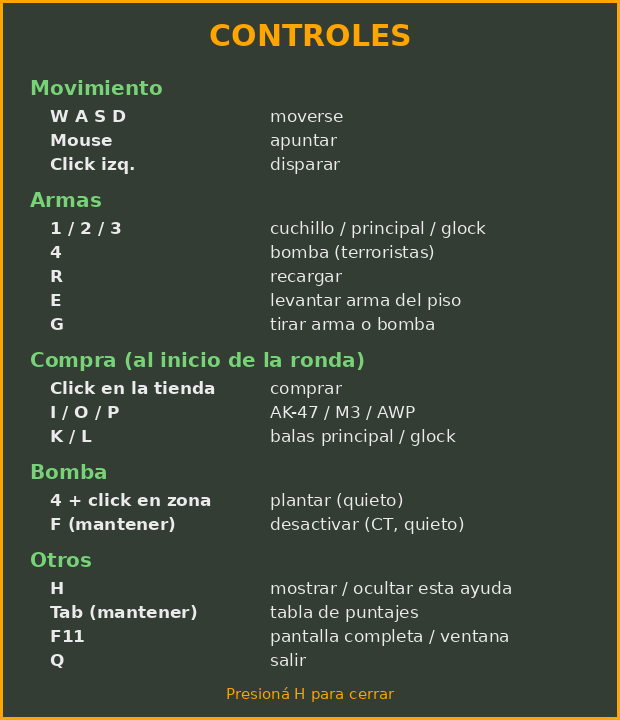 CONTROLES
Movimiento
W A S D moverse
Mouse apuntar
Click izq. disparar
Armas
1 / 2 / 3 cuchillo / principal / glock
4 bomba (terroristas)
R recargar
E levantar arma del piso
G tirar arma o bomba
Compra (al inicio de la ronda)
Click en la tienda comprar
I / O / P AK-47 / M3 / AWP
K / L balas principal / glock
Bomba
4 + click en zona plantar (quieto)
F (mantener) desactivar (CT, quieto)
Otros
H mostrar / ocultar esta ayuda
Tab (mantener) tabla de puntajes
F11 pantalla completa / ventana
Q salir
Presioná H para cerrar